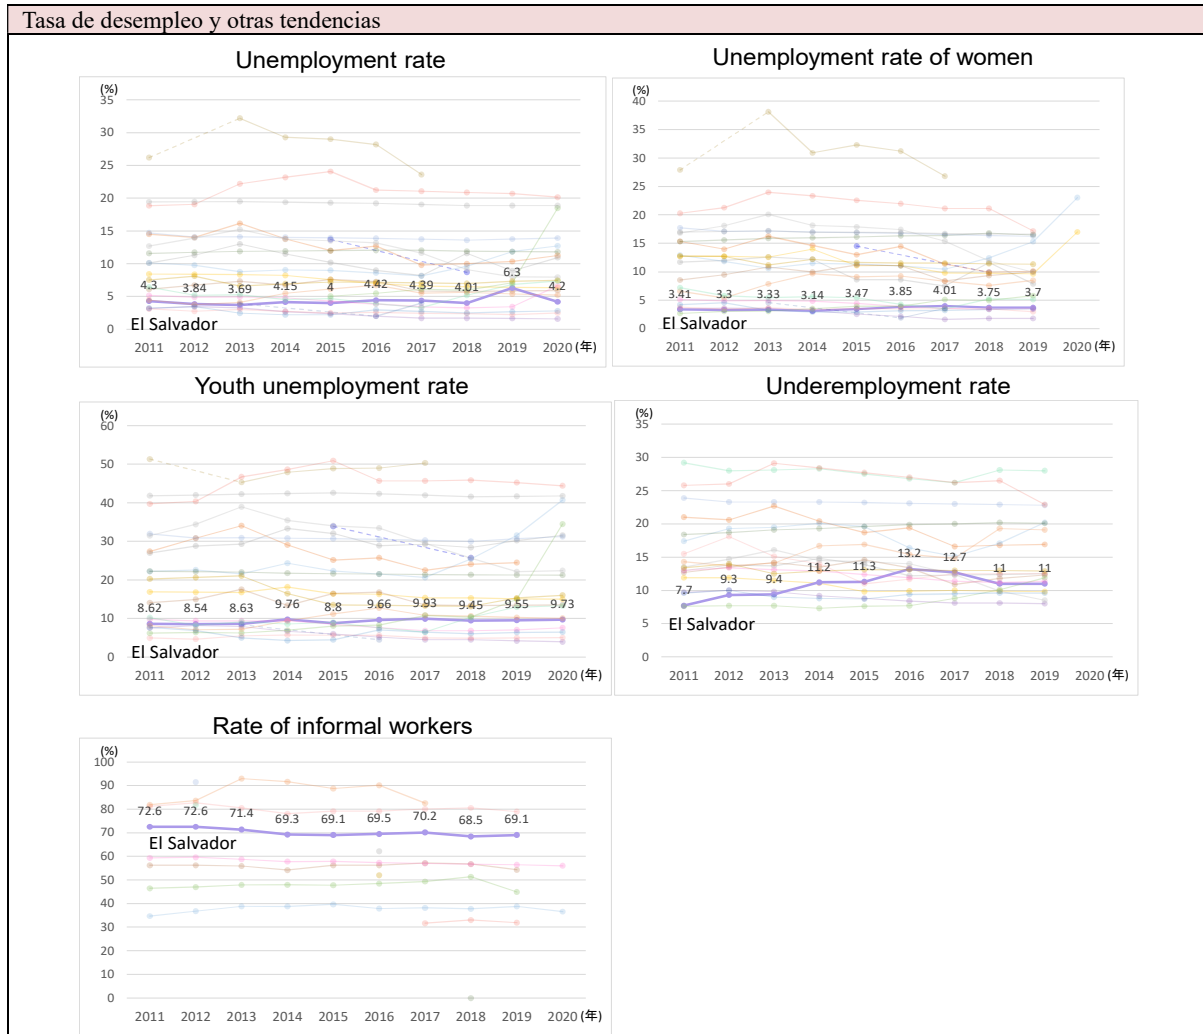 Tasa de desempleo y otras tendencias
Unemployment rate
(%)
35
30
25
20
15
10
5
0
4.3 3.84 3.69 4.15 4 4.42 4.39 4.01 6.3 4.2
El Salvador
2011 2012 2013 2014 2015 2016 2017 2018 2019 2020 (年)
Unemployment rate of women
(%)
40
35
30
25
20
15
10
5
0
3.41 3.3 3.33 3.14 3.47 3.85 4.01 3.75 3.7
El Salvador
2011 2012 2013 2014 2015 2016 2017 2018 2019 2020 (年)
Youth unemployment rate
(%)
60
50
40
30
20
10
0
8.62 8.54 8.63 9.76 8.8 9.66 9.93 9.45 9.55 9.73
El Salvador
2011 2012 2013 2014 2015 2016 2017 2018 2019 2020 (年)
Underemployment rate
(%)
35
30
25
20
15
10
5
0
7.7 9.3 9.4 11.2 11.3 13.2 12.7 11 11
El Salvador
2011 2012 2013 2014 2015 2016 2017 2018 2019 2020 (年)
Rate of informal workers
(%)
100
90
80
70
60
50
40
30
20
10
0
72.6 72.6 71.4 69.3 69.1 69.5 70.2 68.5 69.1
El Salvador
2011 2012 2013 2014 2015 2016 2017 2018 2019 2020 (年)